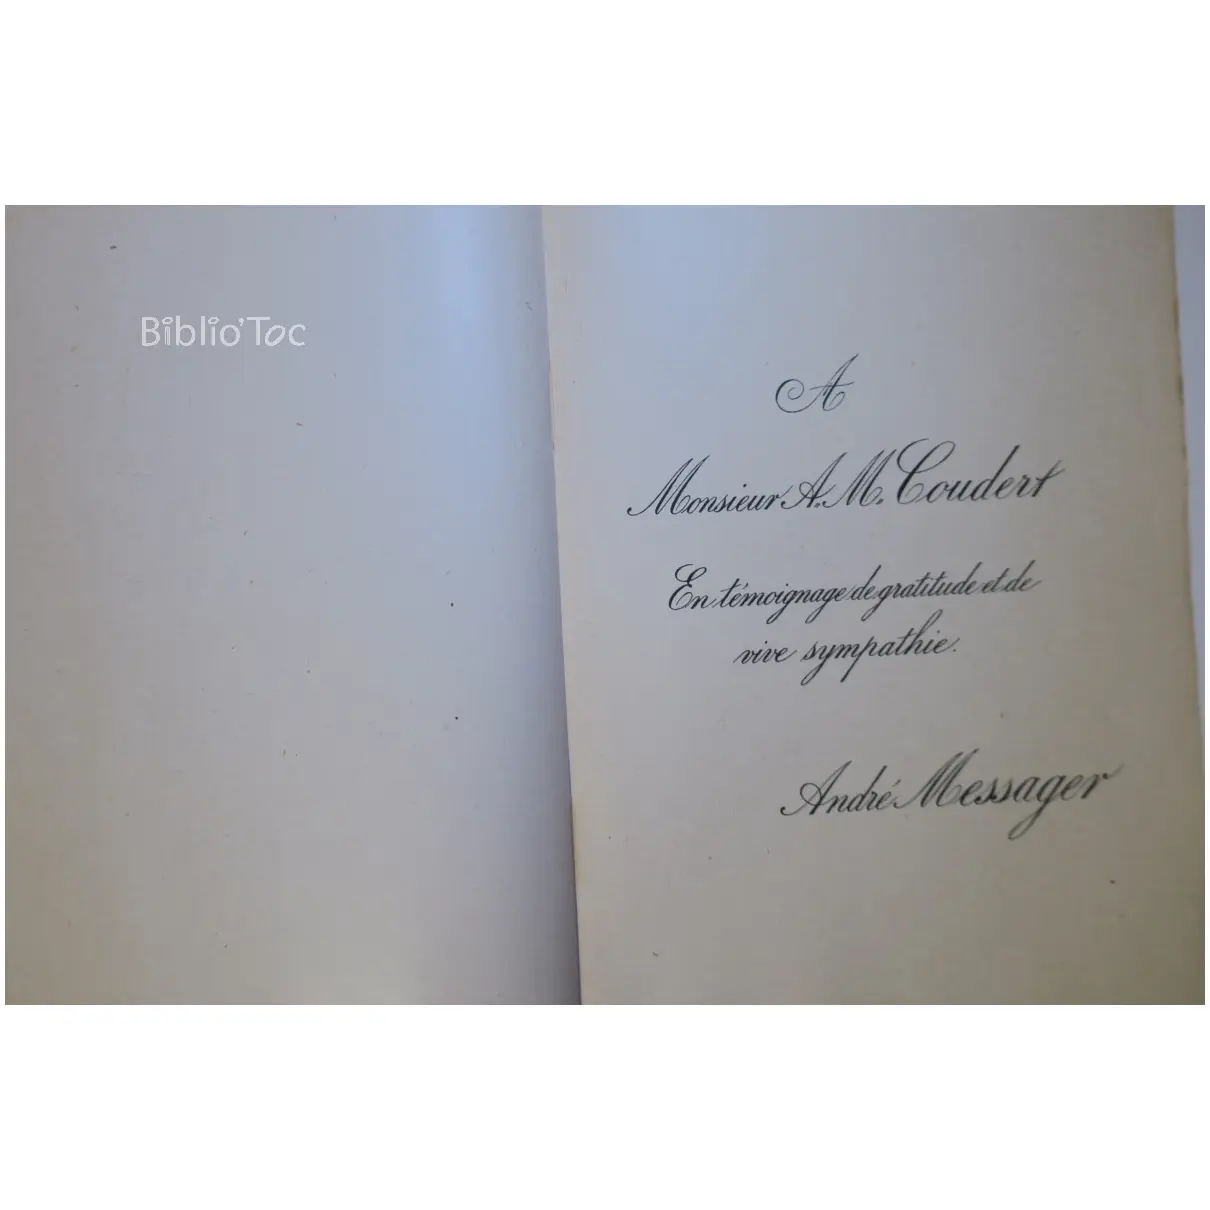 Biblio'Toc
A
Monsieur A. M. Coudert
En témoignage de gratitude et de
vive sympathie.
André Messager